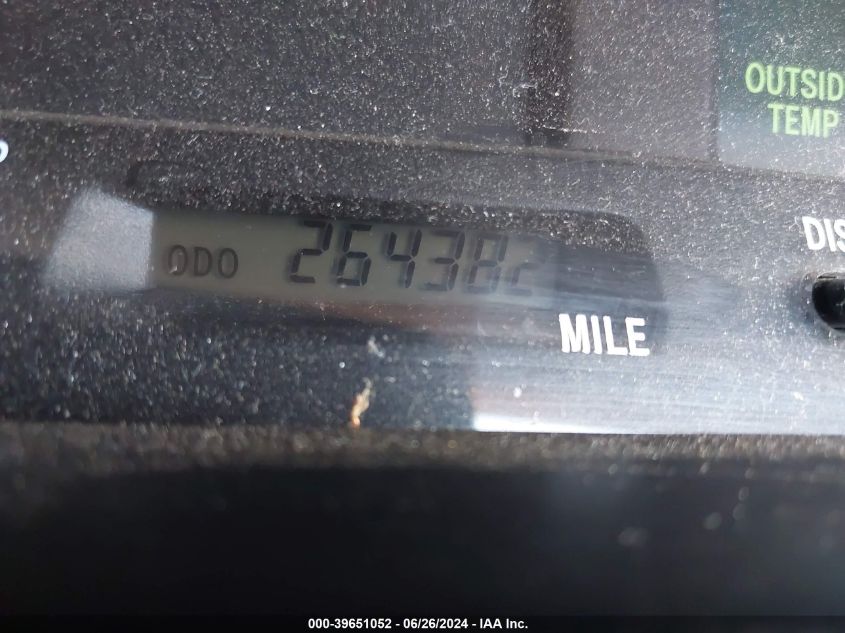 OUTSID
TEMP
ODO 264382
DIS
MILE
000-39651052 - 06/26/2024 - IAA Inc.